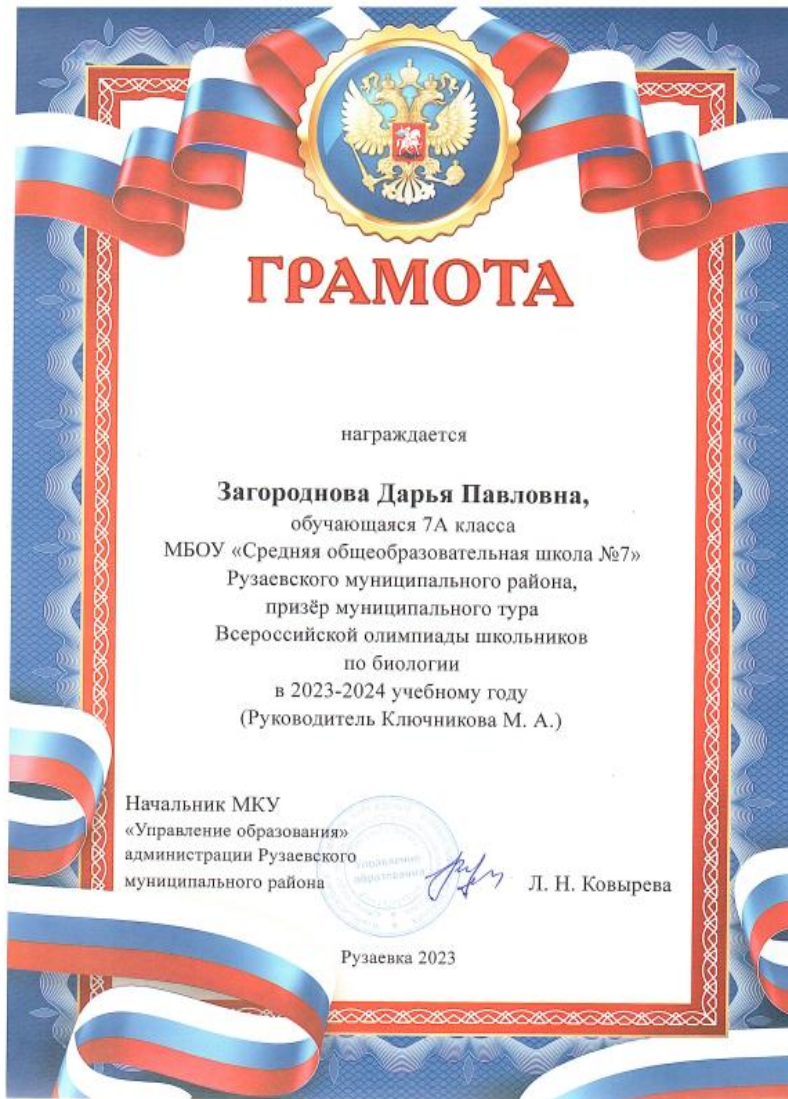 ГРАМОТА
награждается
Загороднова Дарья Павловна,
обучающаяся 7А класса
МБОУ «Средняя общеобразовательная школа №7»
Рузаевского муниципального района,
призёр муниципального тура
Всероссийской олимпиады школьников
по биологии
в 2023-2024 учебному году
(Руководитель Ключникова М. А.)
Начальник МКУ
«Управление образования»
администрации Рузаевского
муниципального района
Л. Н. Ковырева
Управление
образования
Рузаевка 2023